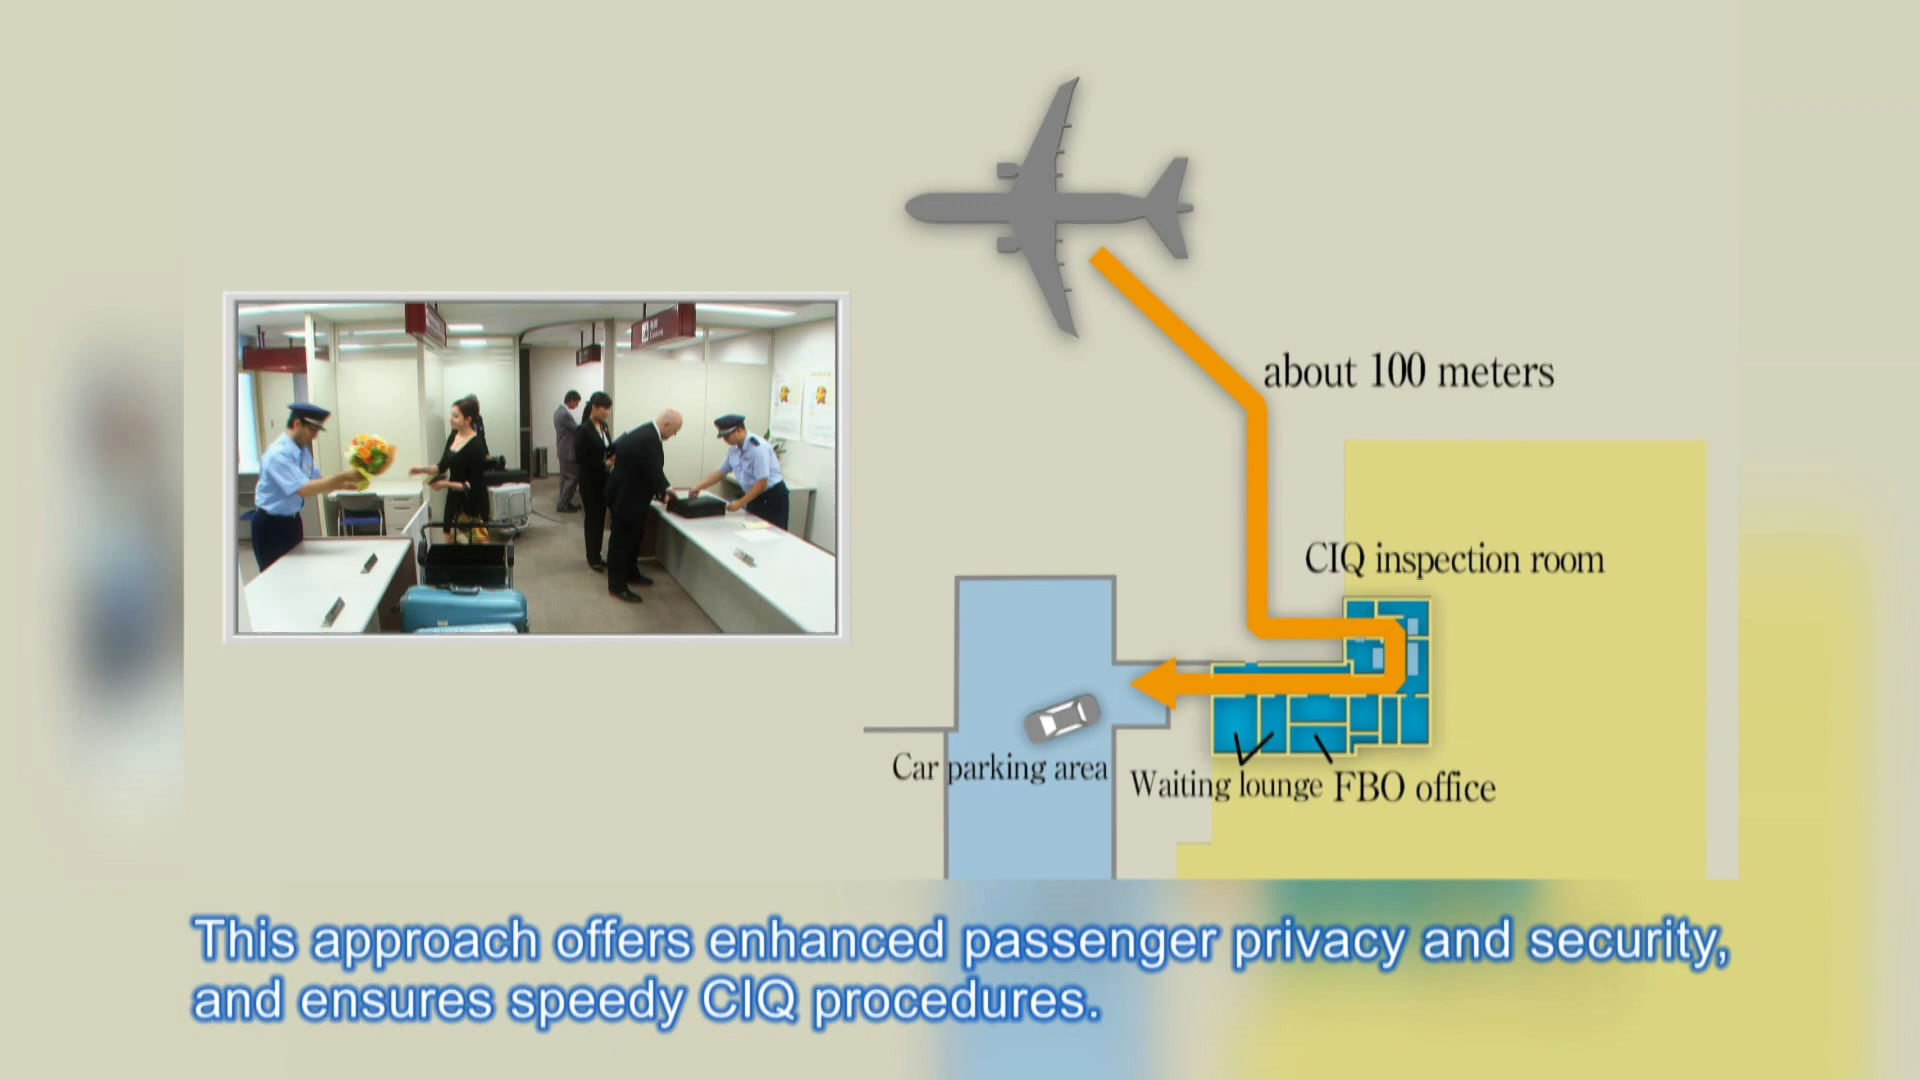 about 100 meters
CIQ inspection room
Car parking area
Waiting lounge
FBO office
This approach offers enhanced passenger privacy and security,
and ensures speedy CIQ procedures.